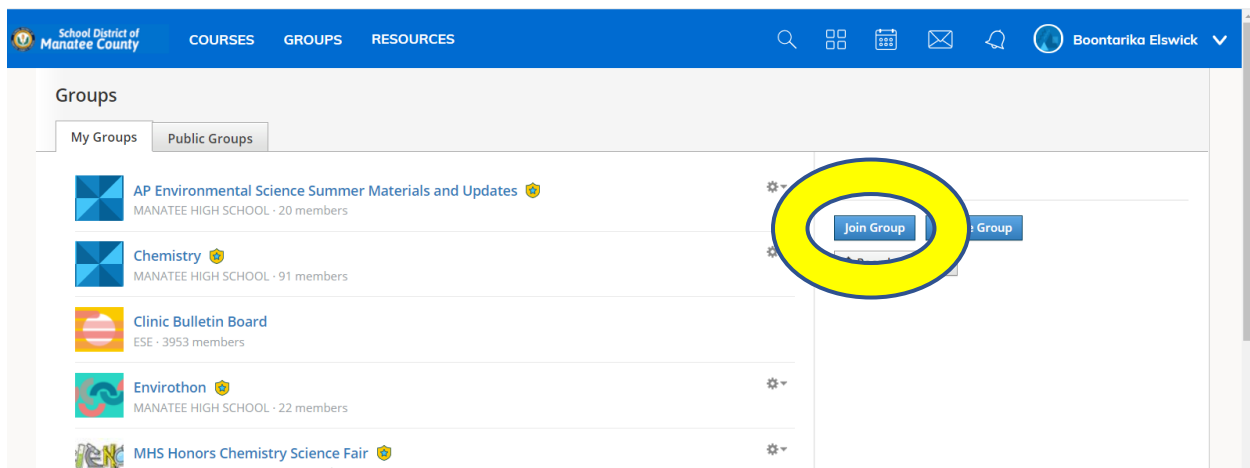 School District of
Manatee County
COURSES GROUPS RESOURCES
Boontarika Elswick
Groups
My Groups Public Groups
AP Environmental Science Summer Materials and Updates
MANATEE HIGH SCHOOL · 20 members
Join Group Group
Chemistry
MANATEE HIGH SCHOOL · 91 members
Clinic Bulletin Board
ESE · 3953 members
Envirothon
MANATEE HIGH SCHOOL · 22 members
MHS Honors Chemistry Science Fair